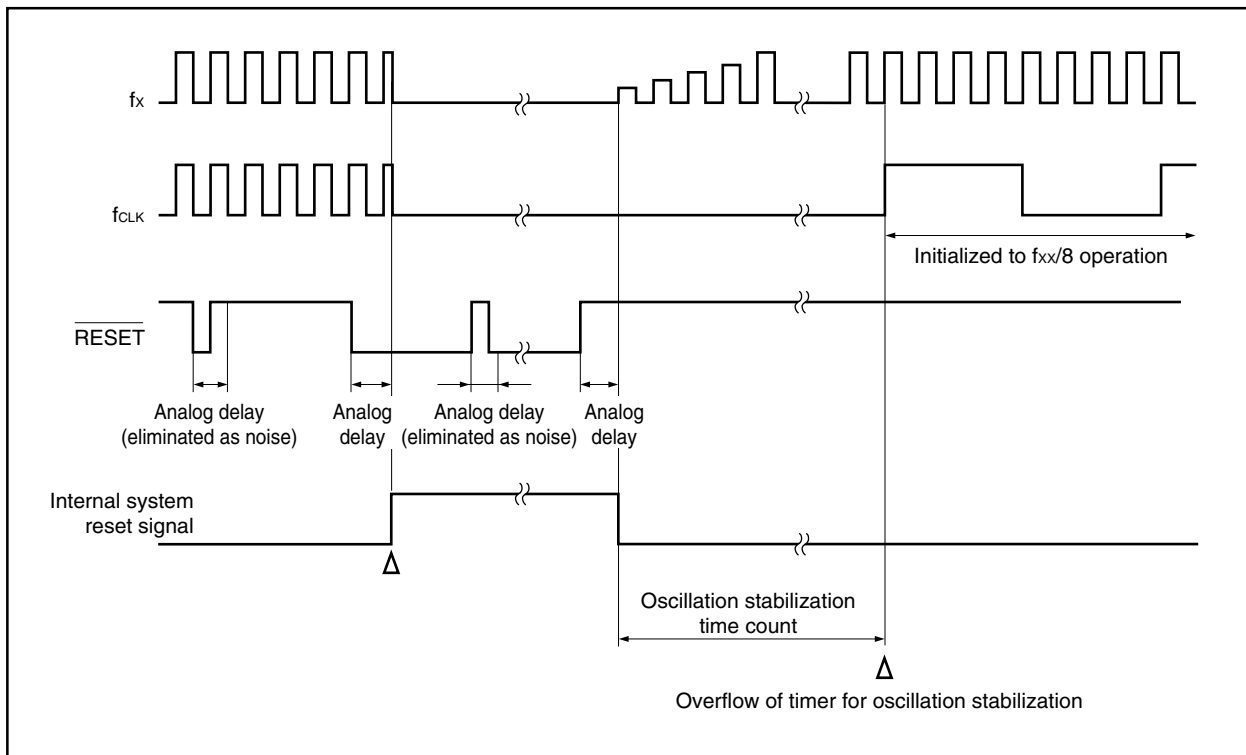 fX
fCLK
Initialized to fXX/8 operation
RESET
Analog delay
(eliminated as noise)
Analog
delay
Analog delay
(eliminated as noise)
Analog
delay
Internal system
reset signal
Oscillation stabilization
time count
Overflow of timer for oscillation stabilization